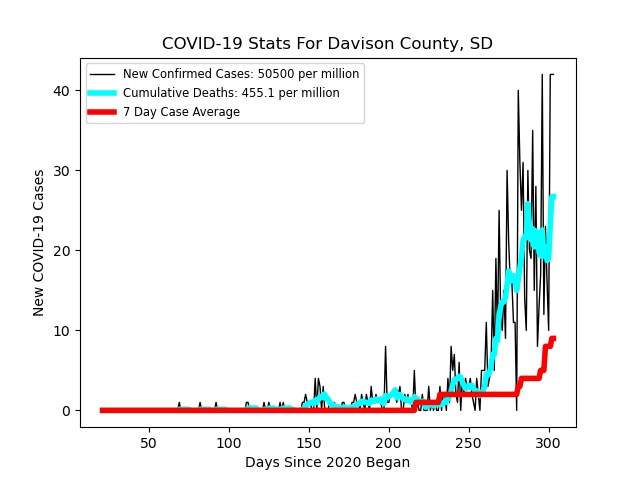 COVID-19 Stats For Davison County, SD
New Confirmed Cases: 50500 per million
Cumulative Deaths: 455.1 per million
7 Day Case Average
New COVID-19 Cases
40
30
20
10
0
50 100 150 200 250 300
Days Since 2020 Began